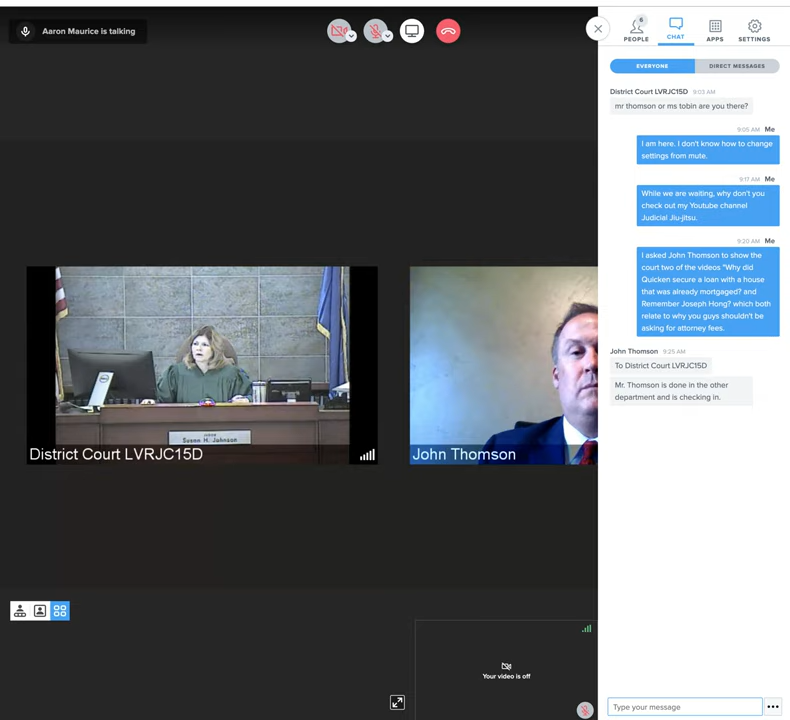 Aaron Maurice is talking
6
PEOPLE
CHAT
APPS
SETTINGS
EVERYONE
DIRECT MESSAGES
District Court LVRJC15D 9:03 AM
mr thomson or ms tobin are you there?
9:05 AM Me
I am here. I don't know how to change
settings from mute.
9:17 AM Me
While we are waiting, why don't you
check out my Youtube channel
Judicial Jiu-jitsu.
9:20 AM Me
I asked John Thomson to show the
court two of the videos "Why did
Quicken secure a loan with a house
that was already mortgaged? and
Remember Joseph Hong? which both
relate to why you guys shouldn't be
asking for attorney fees.
John Thomson 9:25 AM
To District Court LVRJC15D
Mr. Thomson is done in the other
department and is checking in.
DELL
JUDGE
Susan H. Johnson
District Court LVRJC15D
John Thomson
Your video is off
Type your message